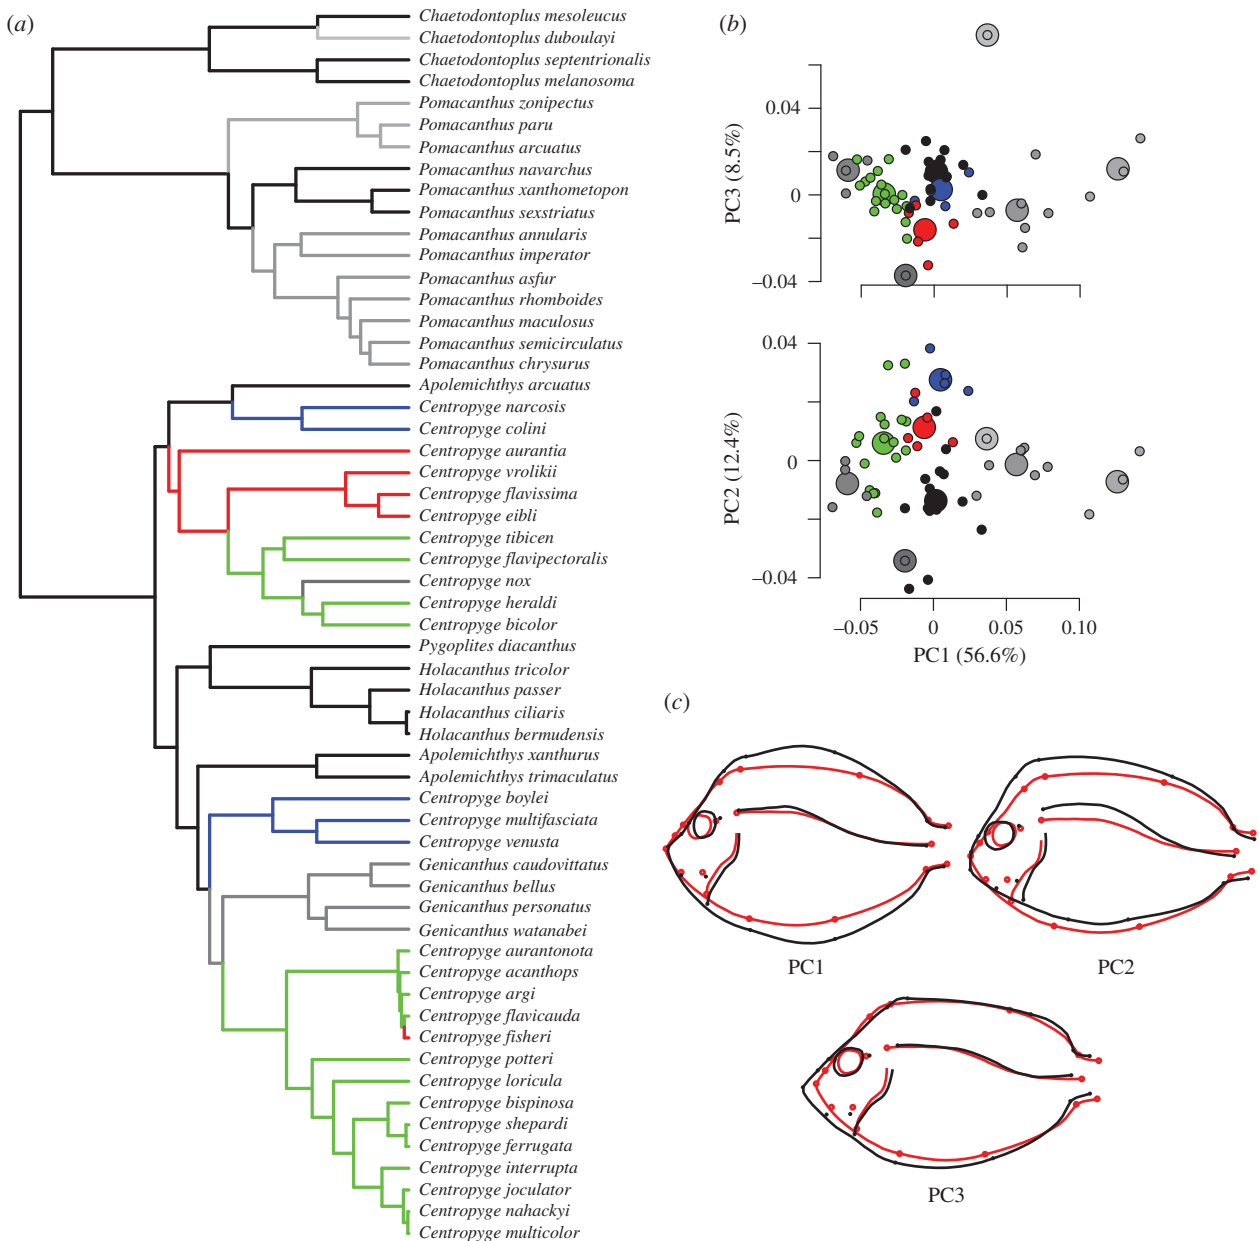 (a)
Chaetodontoplus mesoleucus
Chaetodontoplus duboulayi
Chaetodontoplus septentrionalis
Chaetodontoplus melanosoma
Pomacanthus zonipectus
Pomacanthus paru
Pomacanthus arcuatus
Pomacanthus navarchus
Pomacanthus xanthometopon
Pomacanthus sexstriatus
Pomacanthus annularis
Pomacanthus imperator
Pomacanthus asfur
Pomacanthus rhomboides
Pomacanthus maculosus
Pomacanthus semicirculatus
Pomacanthus chrysurus
Apolemichthys arcuatus
Centropyge narcosis
Centropyge colini
Centropyge aurantia
Centropyge vrolikii
Centropyge flavissima
Centropyge eibli
Centropyge tibicen
Centropyge flavipectoralis
Centropyge nox
Centropyge heraldi
Centropyge bicolor
Pygoplites diacanthus
Holacanthus tricolor
Holacanthus passer
Holacanthus ciliaris
Holacanthus bermudensis
Apolemichthys xanthurus
Apolemichthys trimaculatus
Centropyge boylei
Centropyge multifasciata
Centropyge venusta
Genicanthus caudovittatus
Genicanthus bellus
Genicanthus personatus
Genicanthus watanabei
Centropyge aurantonota
Centropyge acanthops
Centropyge argi
Centropyge flavicauda
Centropyge fisheri
Centropyge potteri
Centropyge loricula
Centropyge bispinosa
Centropyge shepardi
Centropyge ferrugata
Centropyge interrupta
Centropyge joculator
Centropyge nahackyi
Centropyge multicolor
(b)
PC3 (8.5%)
0.04
0
−0.04
PC2 (12.4%)
0.04
0
−0.04
−0.05 0 0.05 0.10
PC1 (56.6%)
(c)
PC1
PC2
PC3